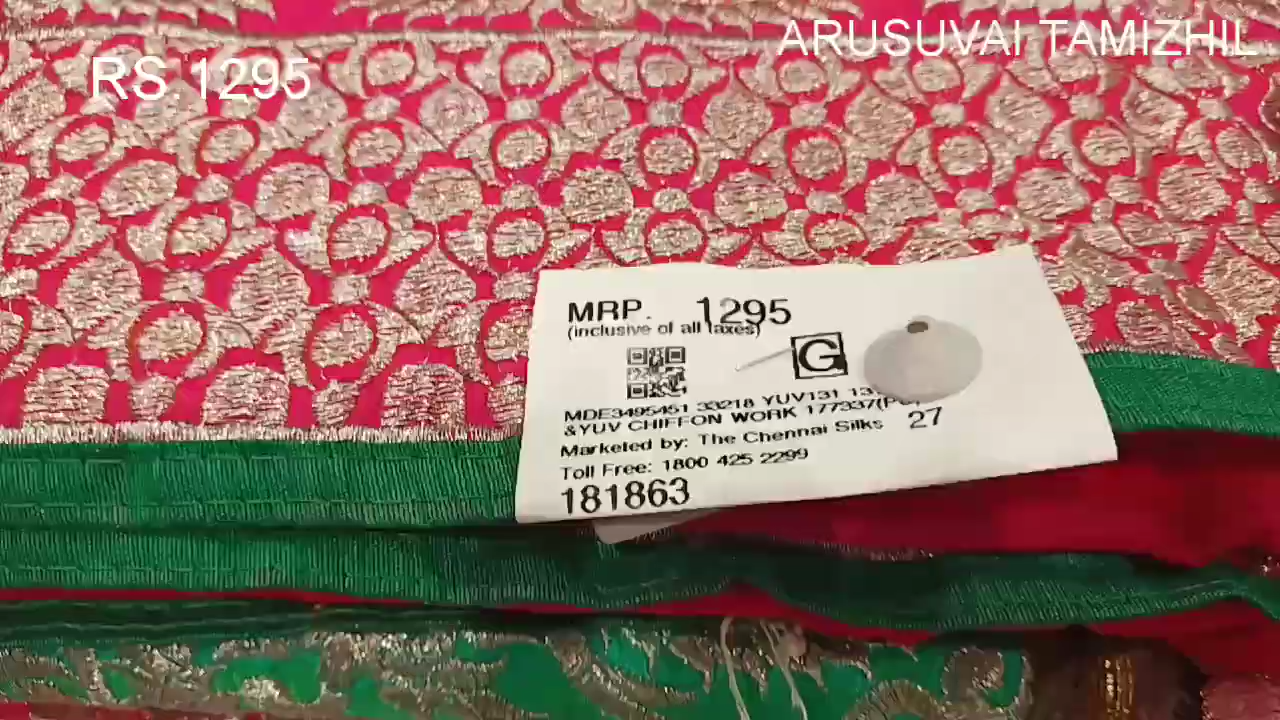 ARUSUVAI TAMIZHIL
RS 1295
MRP. 1295
(inclusive of all taxes)
G
MDE3495451 33218 YUV131
&YUV CHIFFON WORK 177337
Marketed by: The Chennai Silks 27
Toll Free: 1800 425 2299
181863